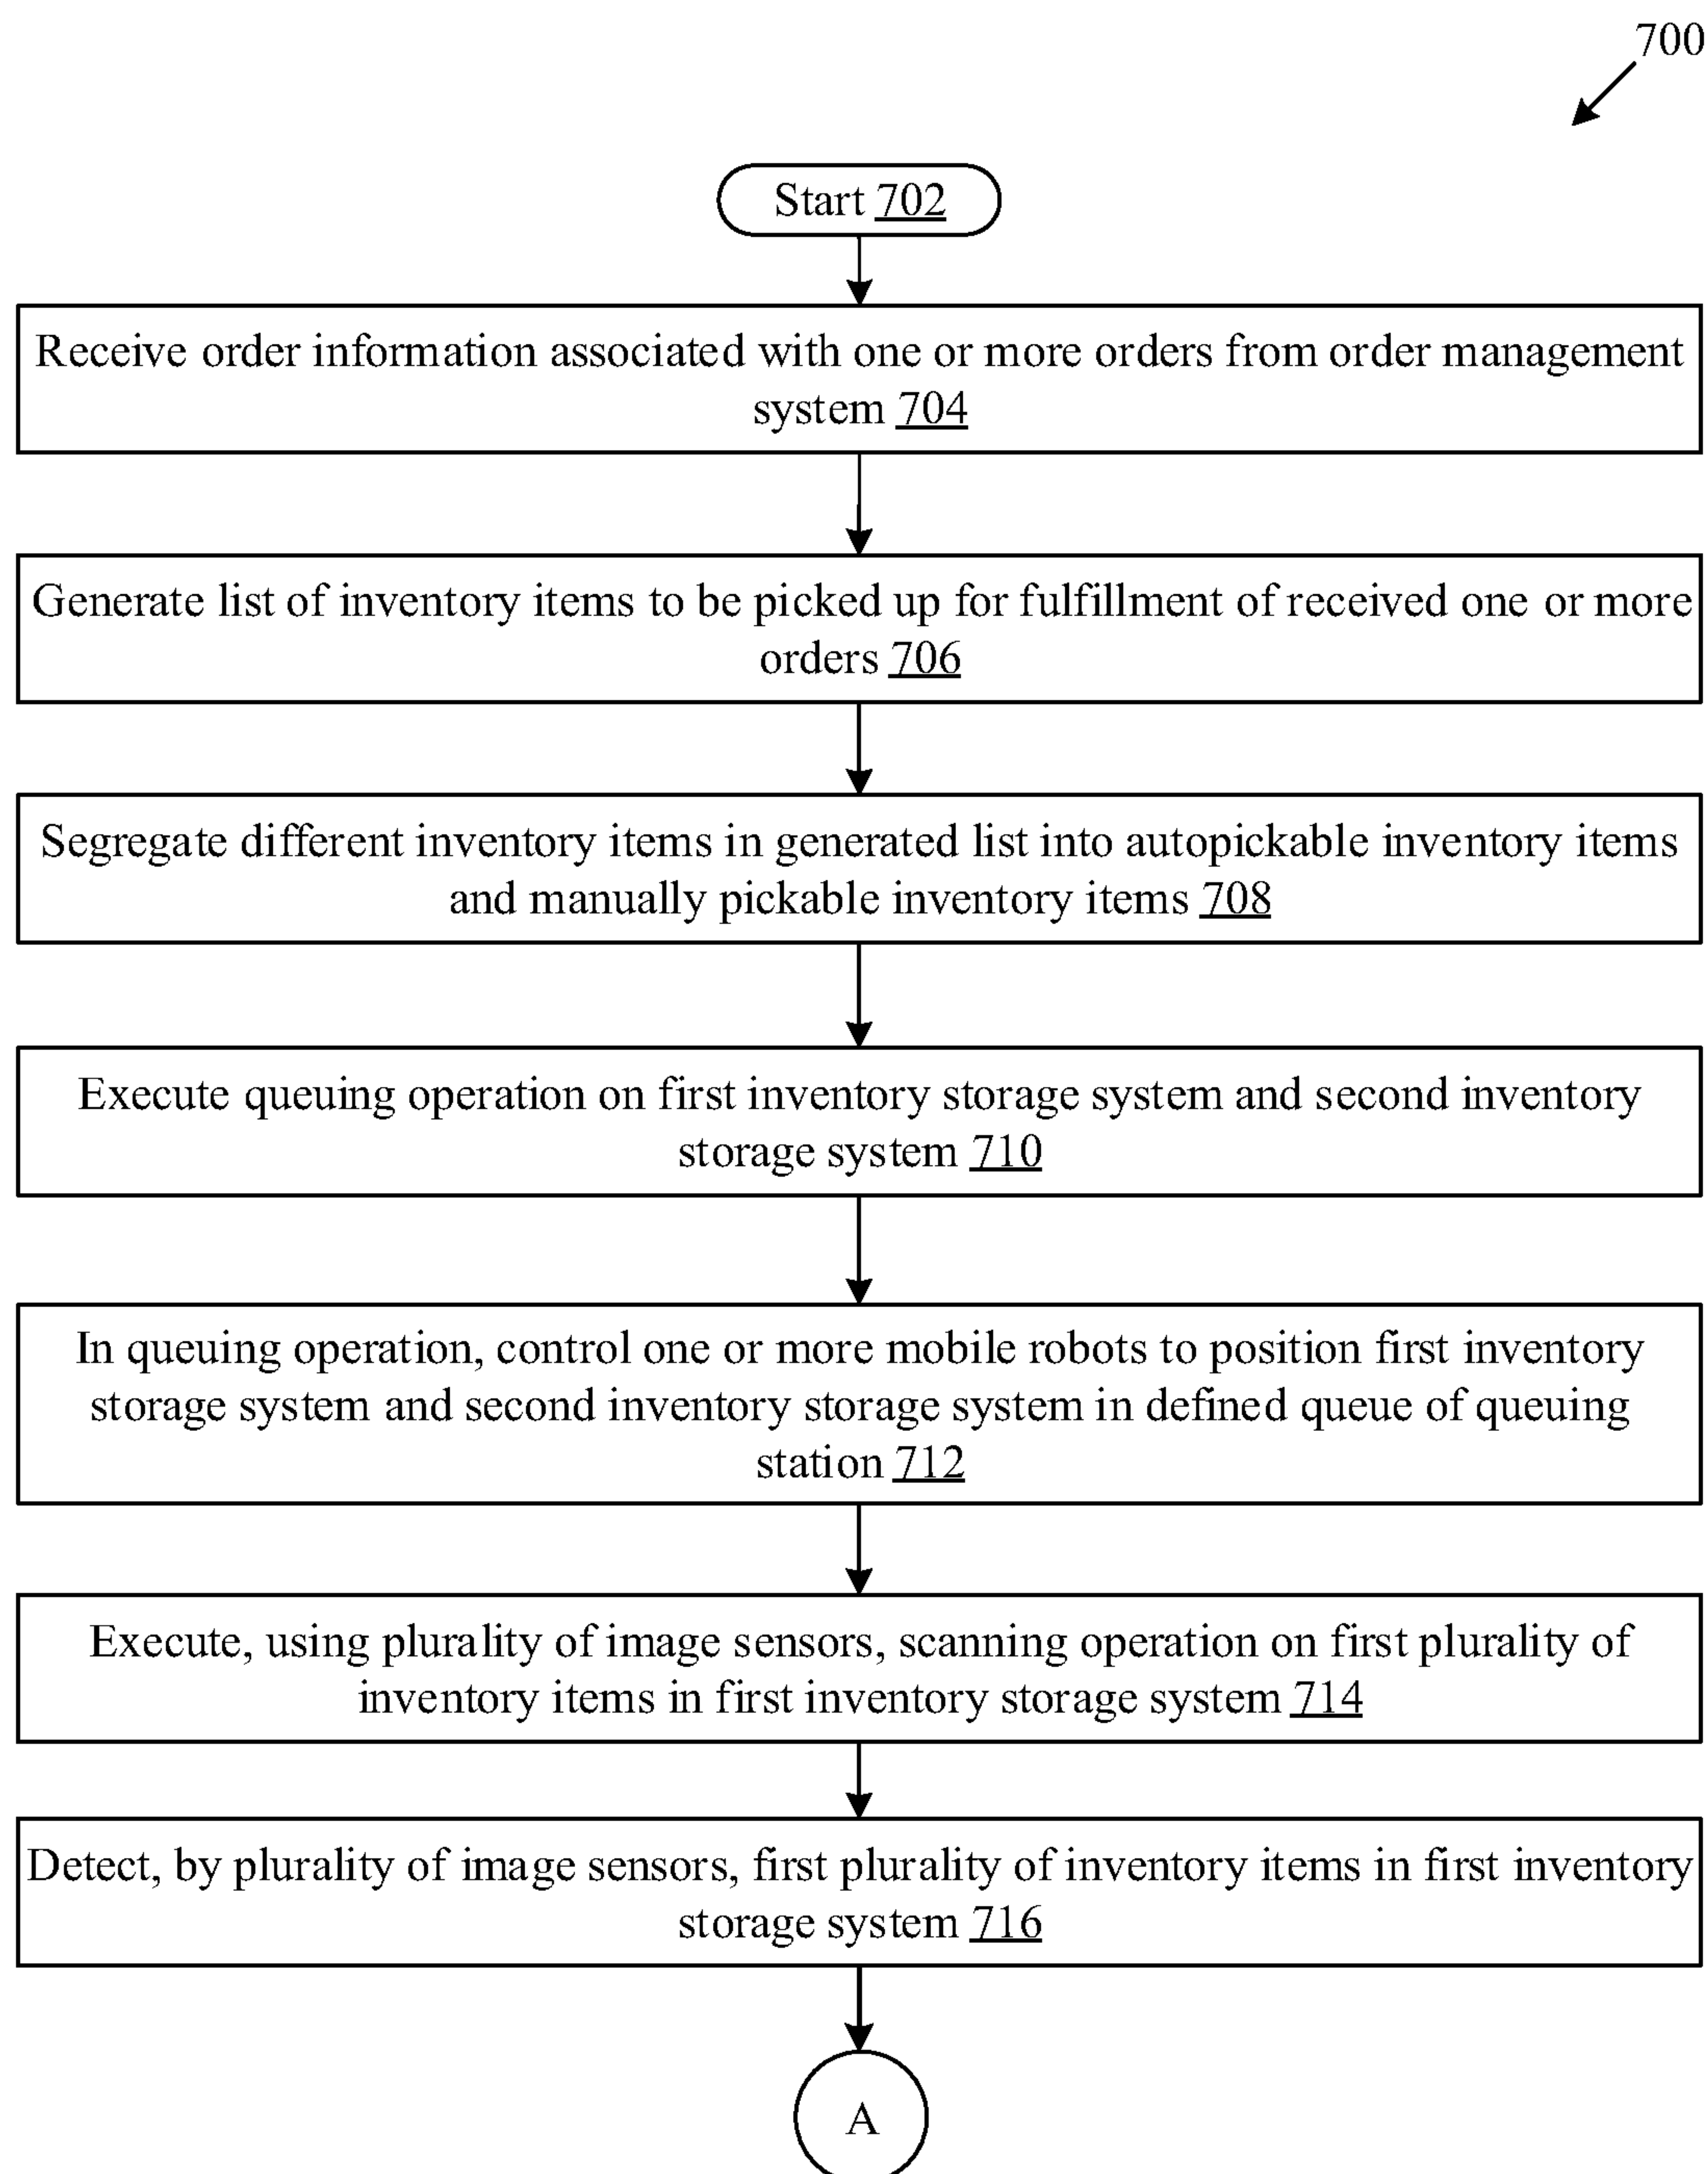 700
Start 702
Receive order information associated with one or more orders from order management
system 704
Generate list of inventory items to be picked up for fulfillment of received one or more
orders 706
Segregate different inventory items in generated list into autopickable inventory items
and manually pickable inventory items 708
Execute queuing operation on first inventory storage system and second inventory
storage system 710
In queuing operation, control one or more mobile robots to position first inventory
storage system and second inventory storage system in defined queue of queuing
station 712
Execute, using plurality of image sensors, scanning operation on first plurality of
inventory items in first inventory storage system 714
Detect, by plurality of image sensors, first plurality of inventory items in first inventory
storage system 716
A